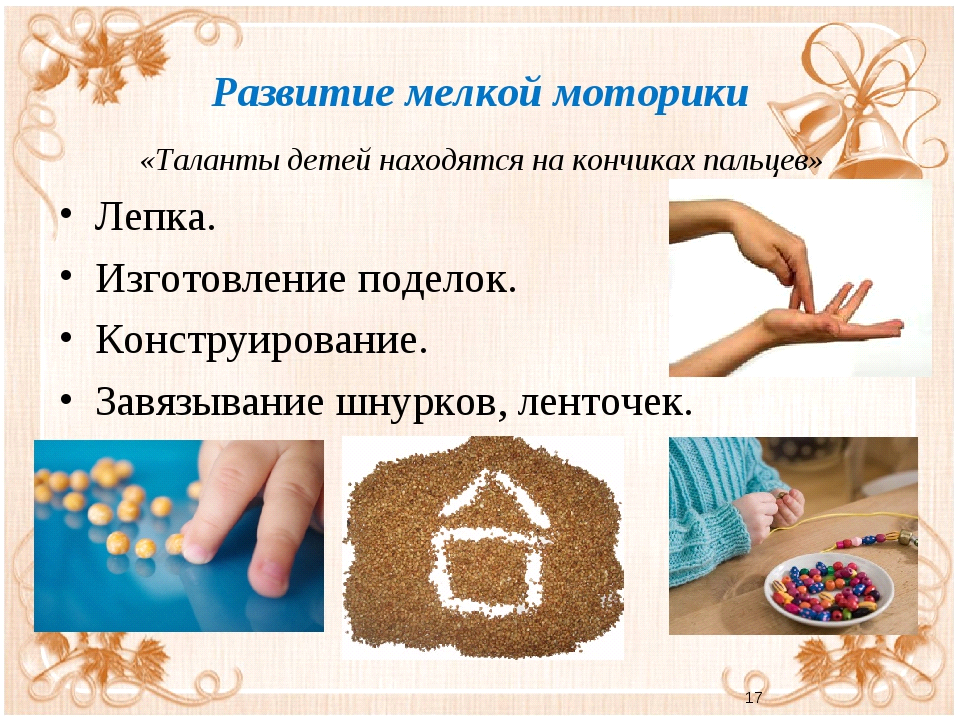 Развитие мелкой моторики
«Таланты детей находятся на кончиках пальцев»
• Лепка.
• Изготовление поделок.
• Конструирование.
• Завязывание шнурков, ленточек.
17